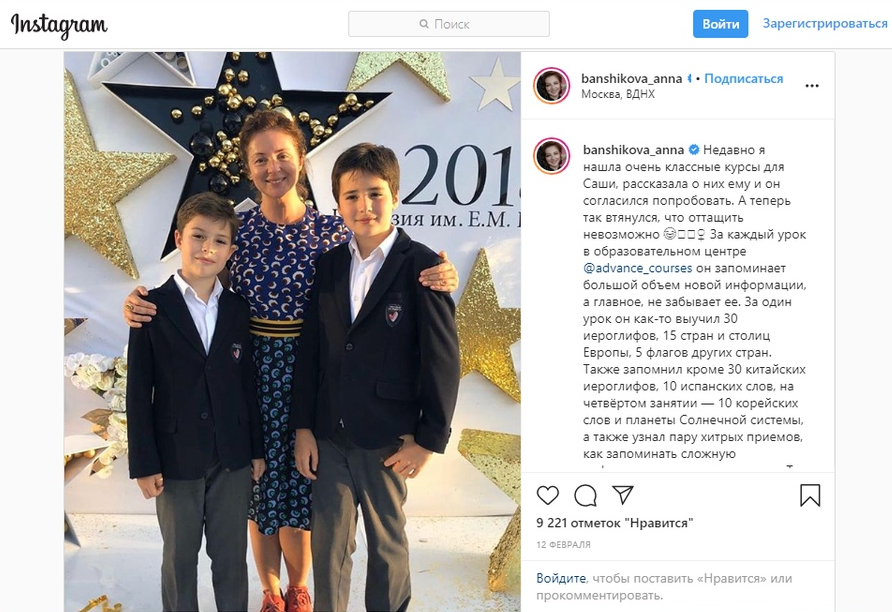 Instagram
Поиск
Войти
Зарегистрироваться
banshikova_anna • Подписаться
Москва, ВДНХ
201
зия им. Е.М.
banshikova_anna Недавно я
нашла очень классные курсы для
Саши, рассказала о них ему и он
согласился попробовать. А теперь
так втянулся, что оттащить
невозможно За каждый урок
в образовательном центре
@advance_courses он запоминает
большой объем новой информации,
а главное, не забывает ее. За один
урок он как-то выучил 30
иероглифов, 15 стран и столиц
Европы, 5 флагов других стран.
Также запомнил кроме 30 китайских
иероглифов, 10 испанских слов, на
четвёртом занятии — 10 корейских
слов и планеты Солнечной системы,
а также узнал пару хитрых приемов,
как запоминать сложную
9 221 отметок "Нравится"
12 ФЕВРАЛЯ
Войдите, чтобы поставить «Нравится» или
прокомментировать.